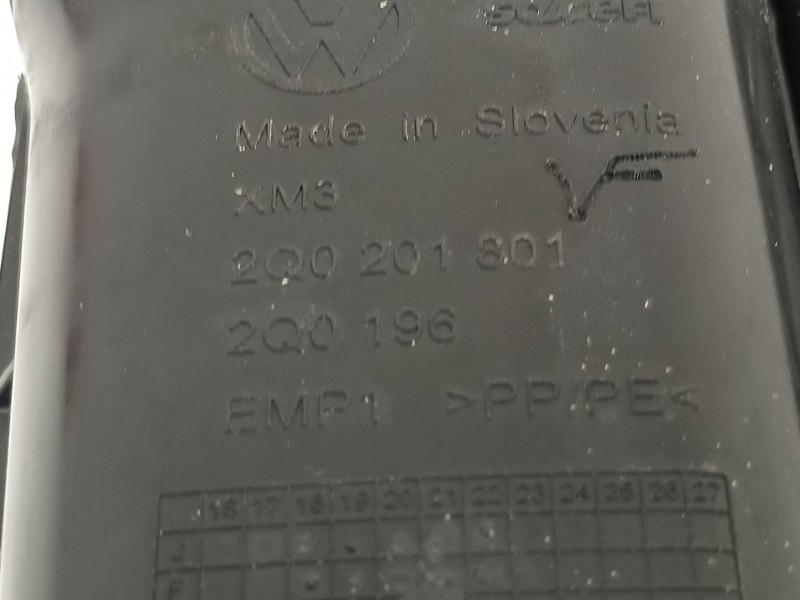 Made in Slovenia
XM3
2Q0 201 801
2Q0 196
EMP1 >PP/PE<
16 17 18 19 20 21 22 23 24 25 26 27
J
F